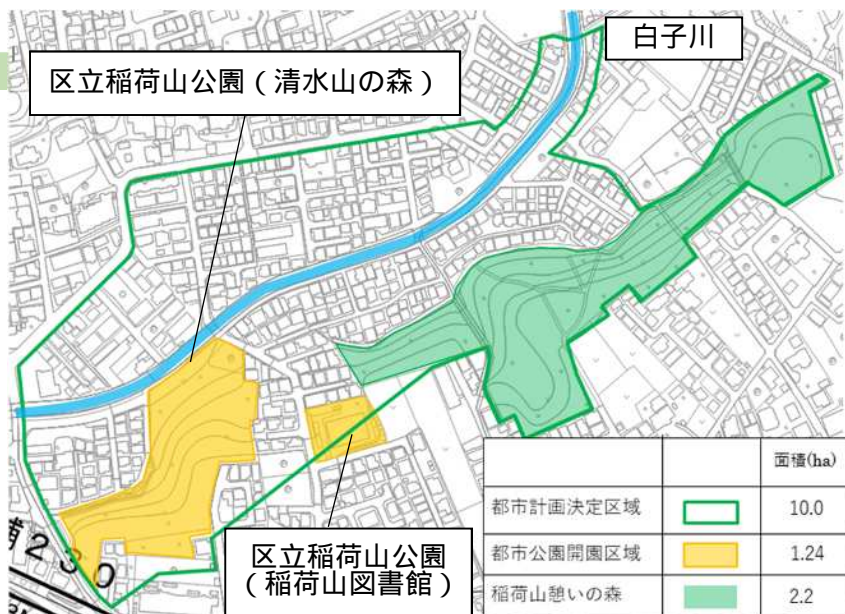 白子川
区立稲荷山公園（清水山の森）
区立稲荷山公園
（稲荷山図書館）
230
面積(ha)
都市計画決定区域 10.0
都市公園開園区域 1.24
稲荷山憩いの森 2.2